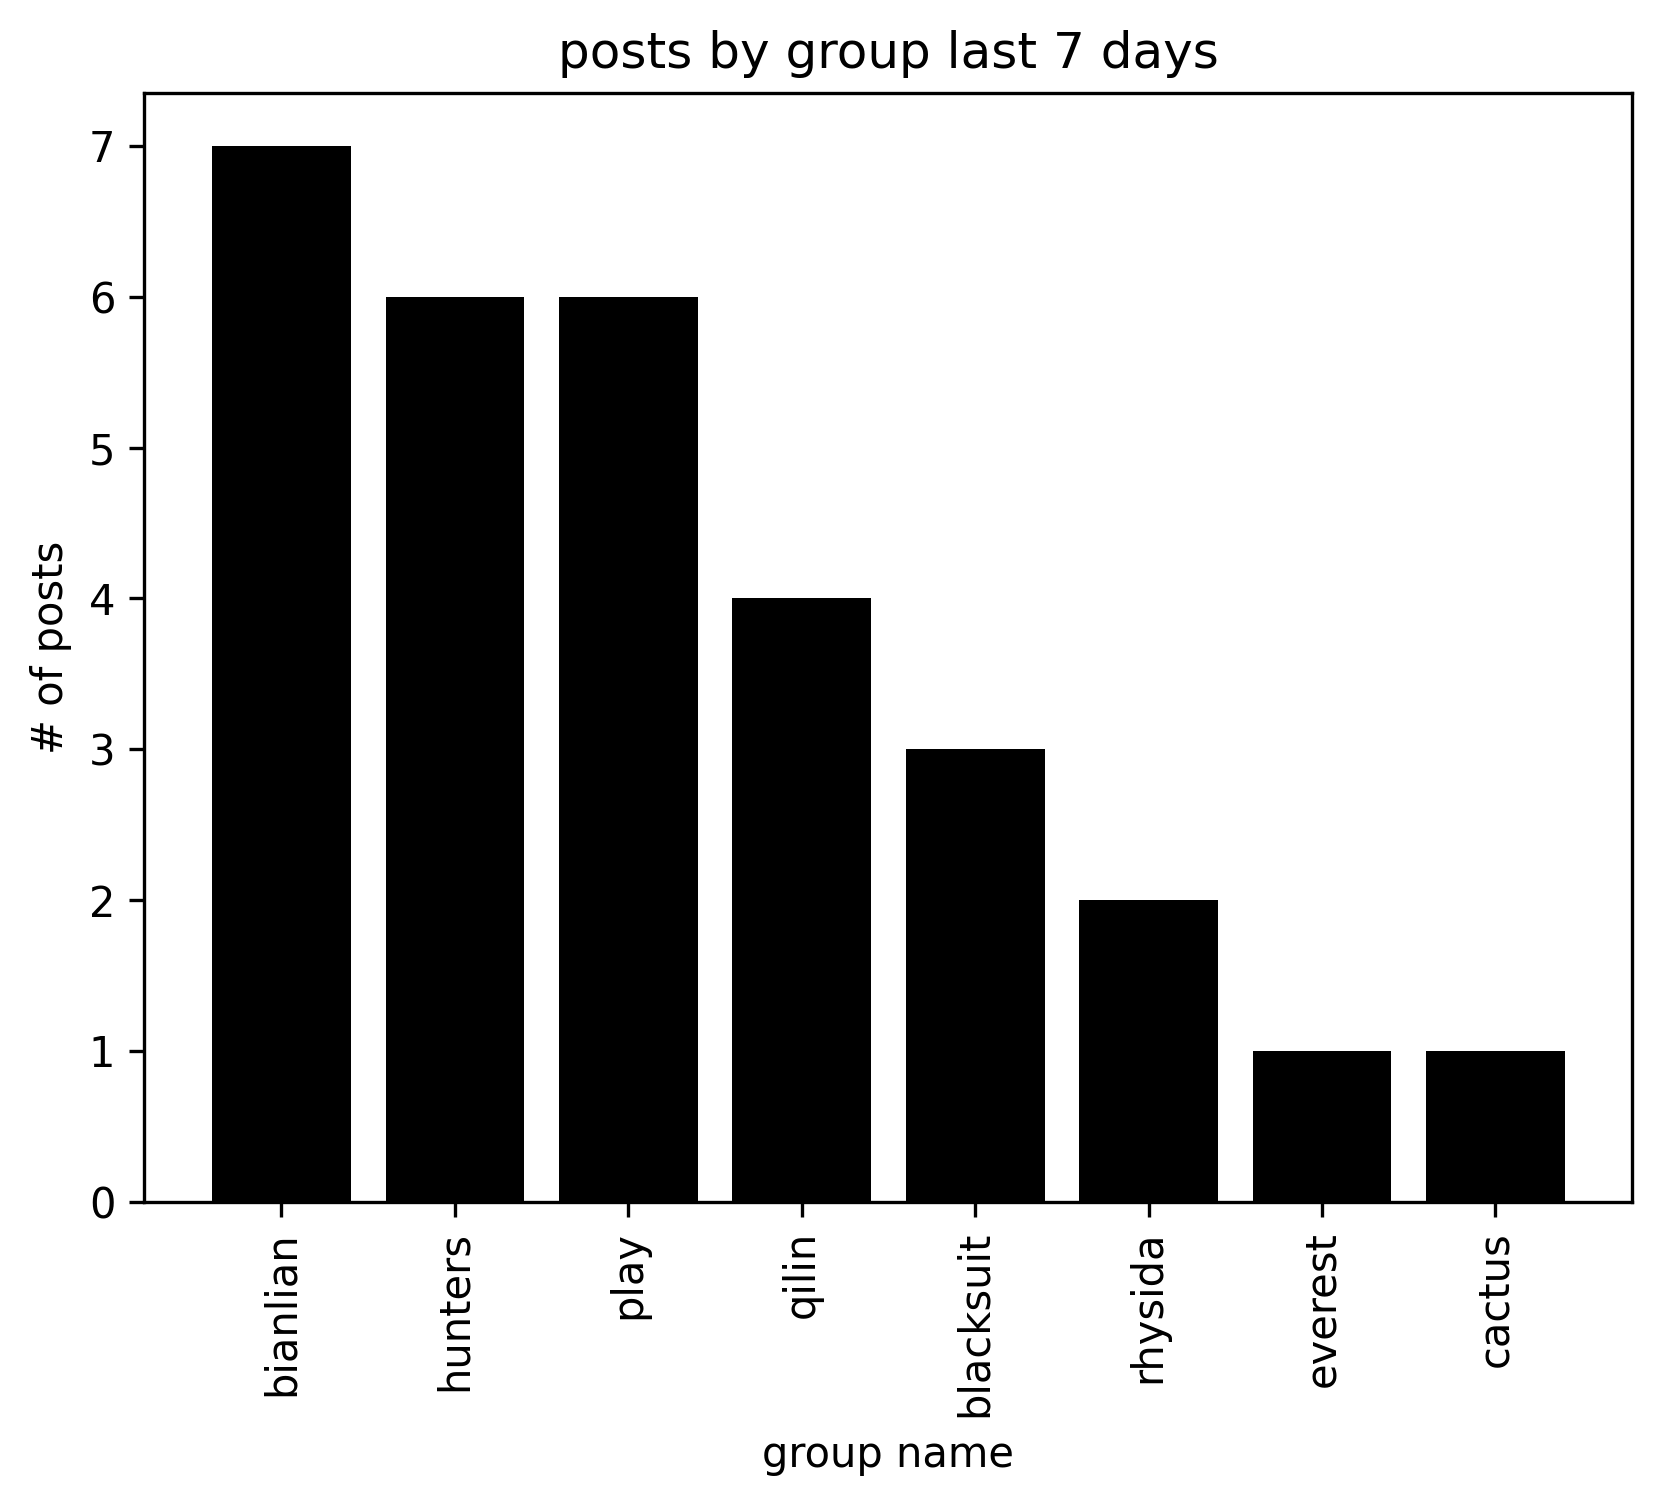 posts by group last 7 days
7
6
5
4
3
2
1
0
# of posts
bianlian
hunters
play
qilin
blacksuit
rhysida
everest
cactus
group name